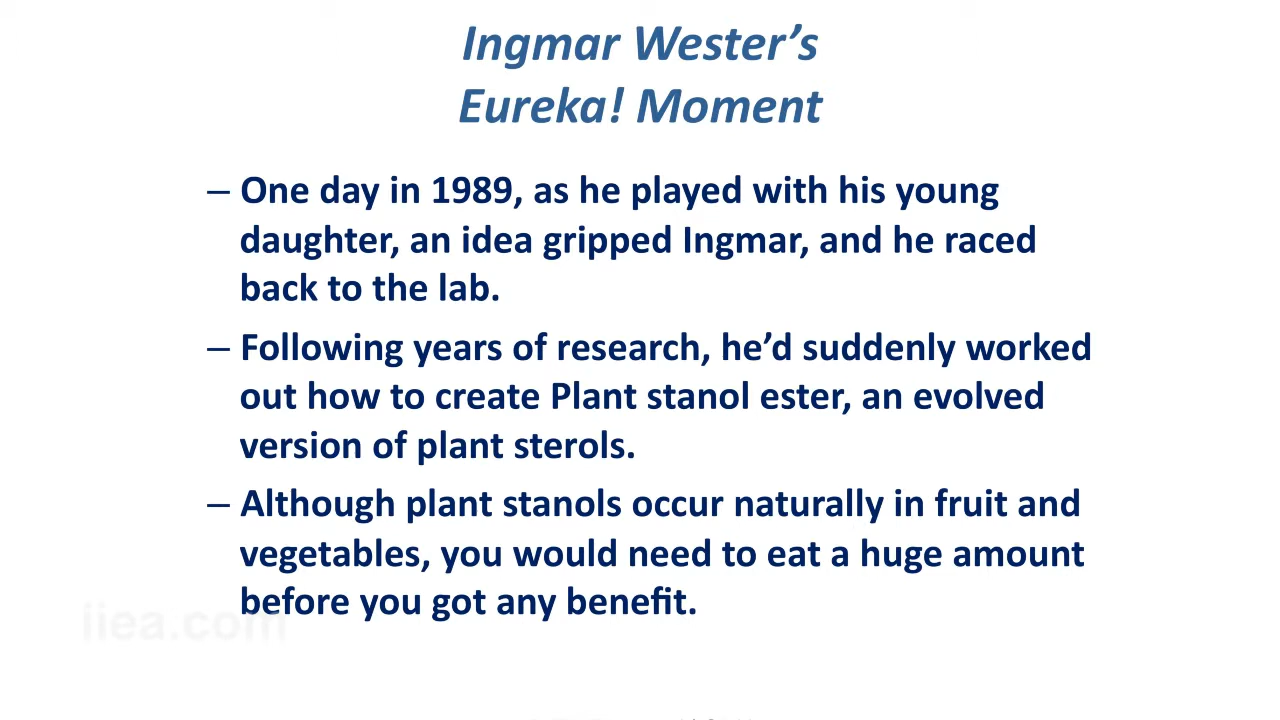 Ingmar Wester’s
Eureka! Moment
– One day in 1989, as he played with his young
daughter, an idea gripped Ingmar, and he raced
back to the lab.
– Following years of research, he’d suddenly worked
out how to create Plant stanol ester, an evolved
version of plant sterols.
– Although plant stanols occur naturally in fruit and
vegetables, you would need to eat a huge amount
before you got any benefit.
iiea.com